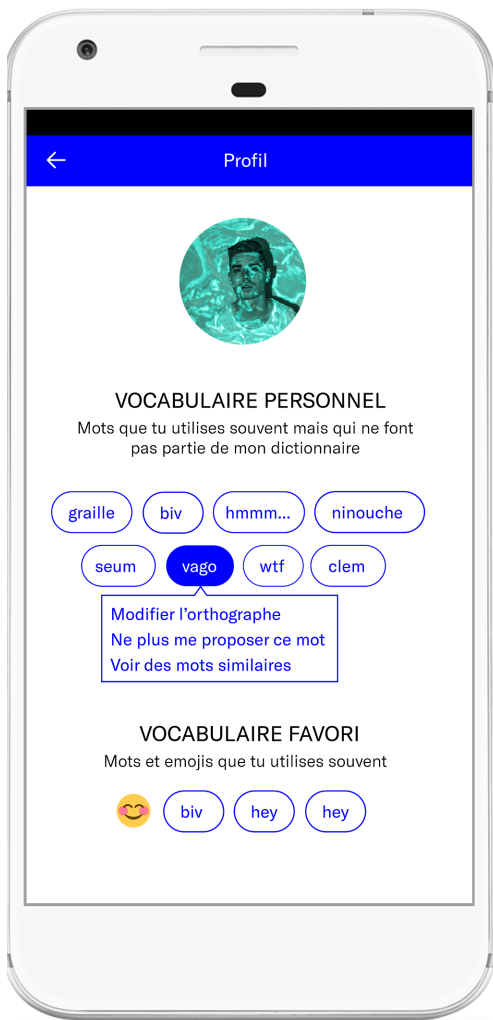 Profil
VOCABULAIRE PERSONNEL
Mots que tu utilises souvent mais qui ne font
pas partie de mon dictionnaire
graille biv hmmm... ninouche
seum vago wtf clem
Modifier l'orthographe
Ne plus me proposer ce mot
Voir des mots similaires
VOCABULAIRE FAVORI
Mots et emojis que tu utilises souvent
😊 biv hey hey